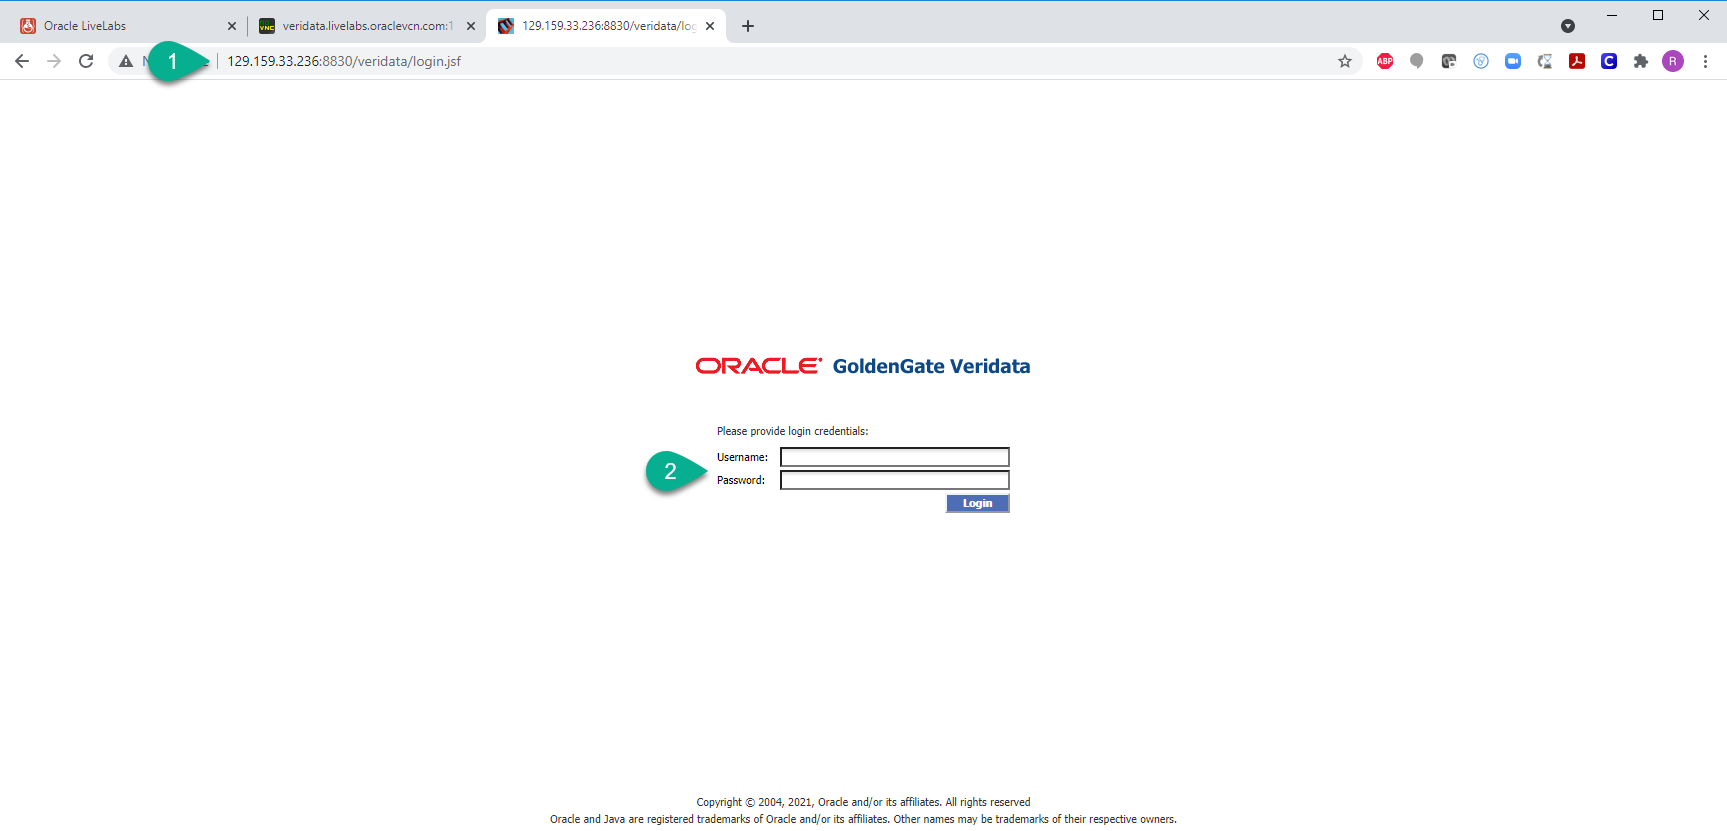 Oracle LiveLabs
veridata.livelabs.oraclevcn.com:1
129.159.33.236:8830/veridata/log
1
129.159.33.236:8830/veridata/login.jsf
ABP
R
ORACLE GoldenGate Veridata
Please provide login credentials:
Username:
2
Password:
Login
Copyright © 2004, 2021, Oracle and/or its affiliates. All rights reserved
Oracle and Java are registered trademarks of Oracle and/or its affiliates. Other names may be trademarks of their respective owners.